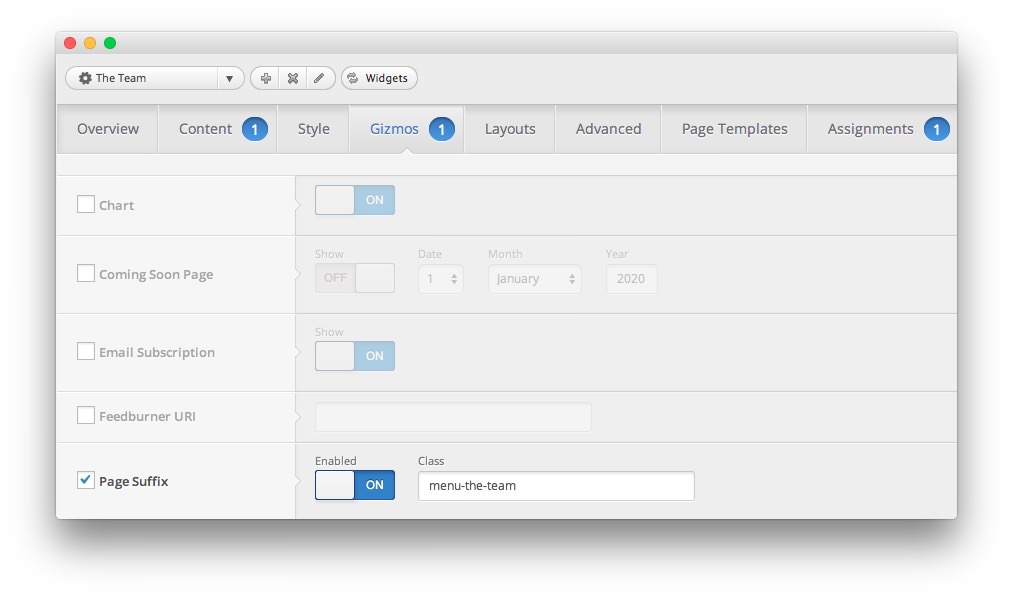 The Team Widgets
Overview Content 1 Style Gizmos 1 Layouts Advanced Page Templates Assignments 1
Chart ON
Show Date Month Year
Coming Soon Page OFF 1 January 2020
Show
Email Subscription ON
Feedburner URI
Enabled Class
Page Suffix ON menu-the-team